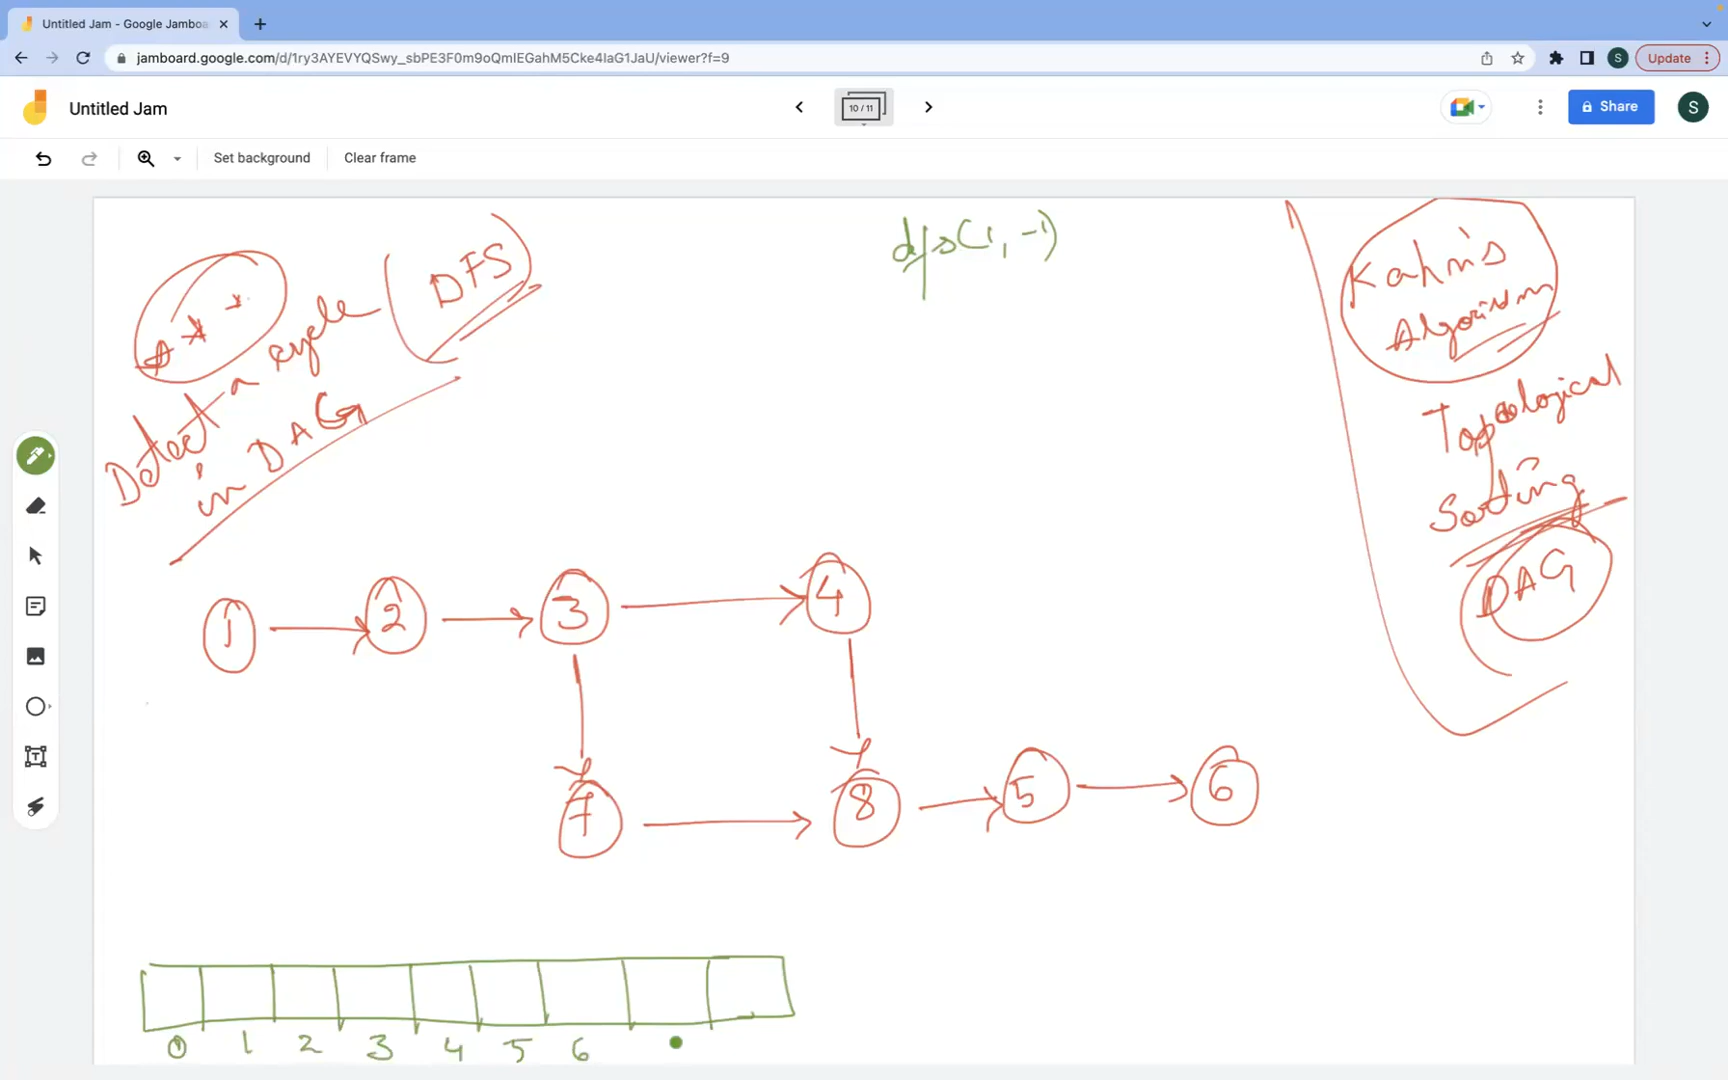 Untitled Jam - Google Jamboa
jamboard.google.com/d/1ry3AYEVYQSwy_sbPE3F0m9oQmIEGahM5Cke4IaG1JaU/viewer?f=9
S
Update
Untitled Jam
10 / 11
Share
S
Set background
Clear frame
dfs(1, -1)
Detect a cycle (DFS)
in DAG
Kahn's
Algorithm
Topological
Sorting
DAG
1
2
3
4
7
8
5
6
0 1 2 3 4 5 6